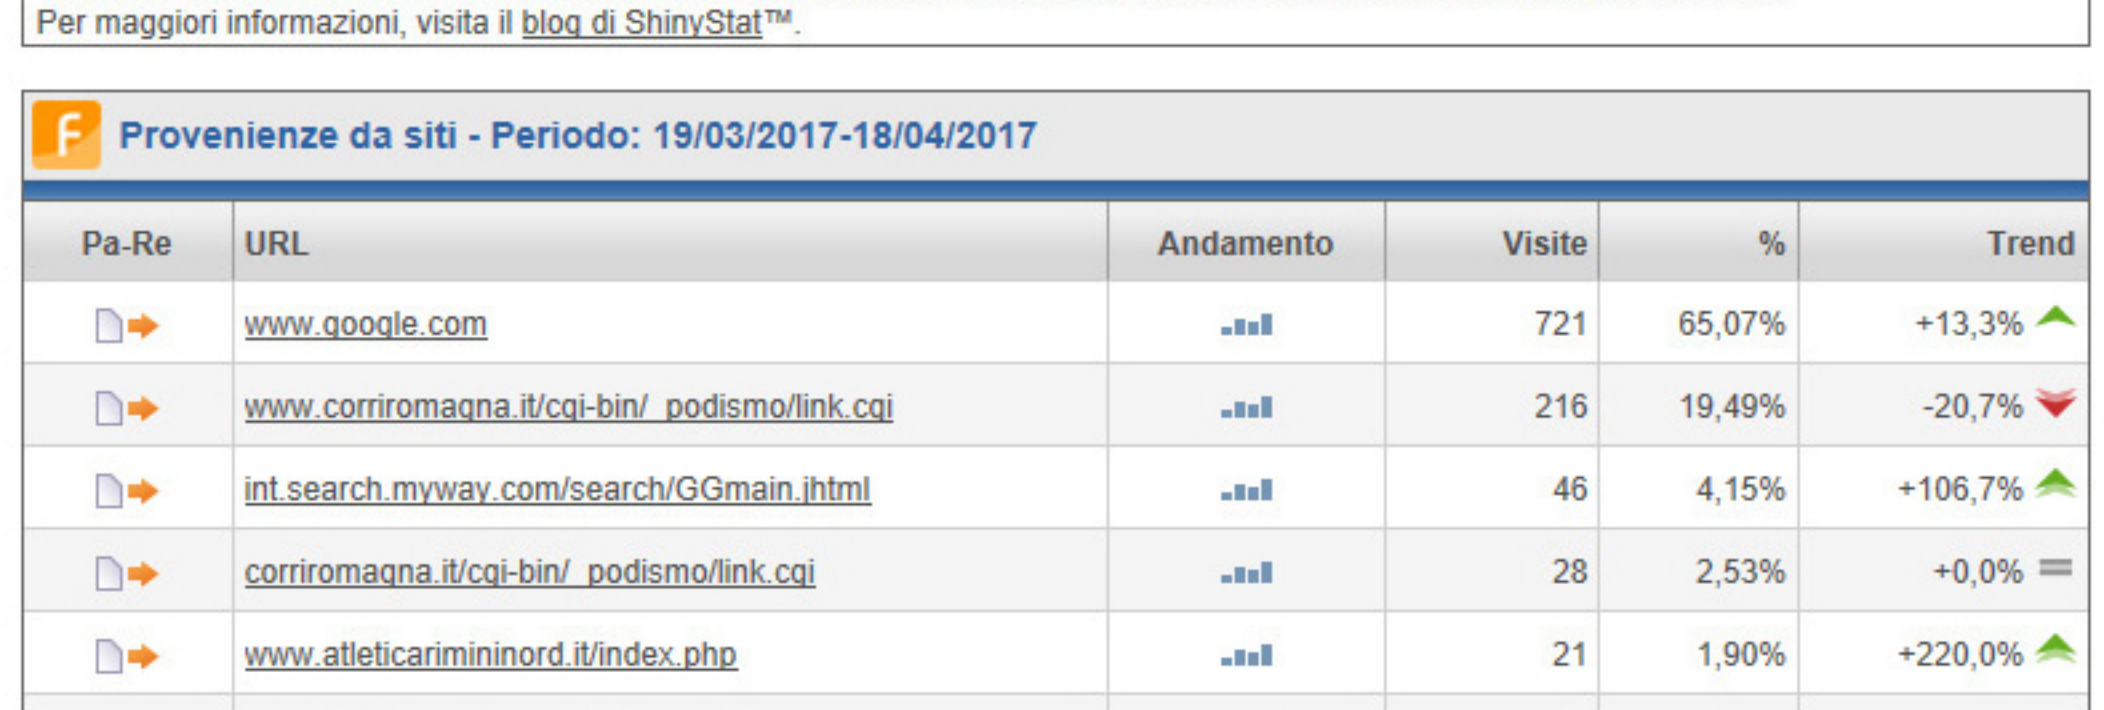 Per maggiori informazioni, visita il blog di ShinyStat™.
Provenienze da siti - Periodo: 19/03/2017-18/04/2017
Pa-Re URL Andamento Visite % Trend
www.google.com 721 65,07% +13,3%
www.corriromagna.it/cgi-bin/_podismo/link.cgi 216 19,49% -20,7%
int.search.myway.com/search/GGmain.jhtml 46 4,15% +106,7%
corriromagna.it/cgi-bin/_podismo/link.cgi 28 2,53% +0,0%
www.atleticarimininord.it/index.php 21 1,90% +220,0%